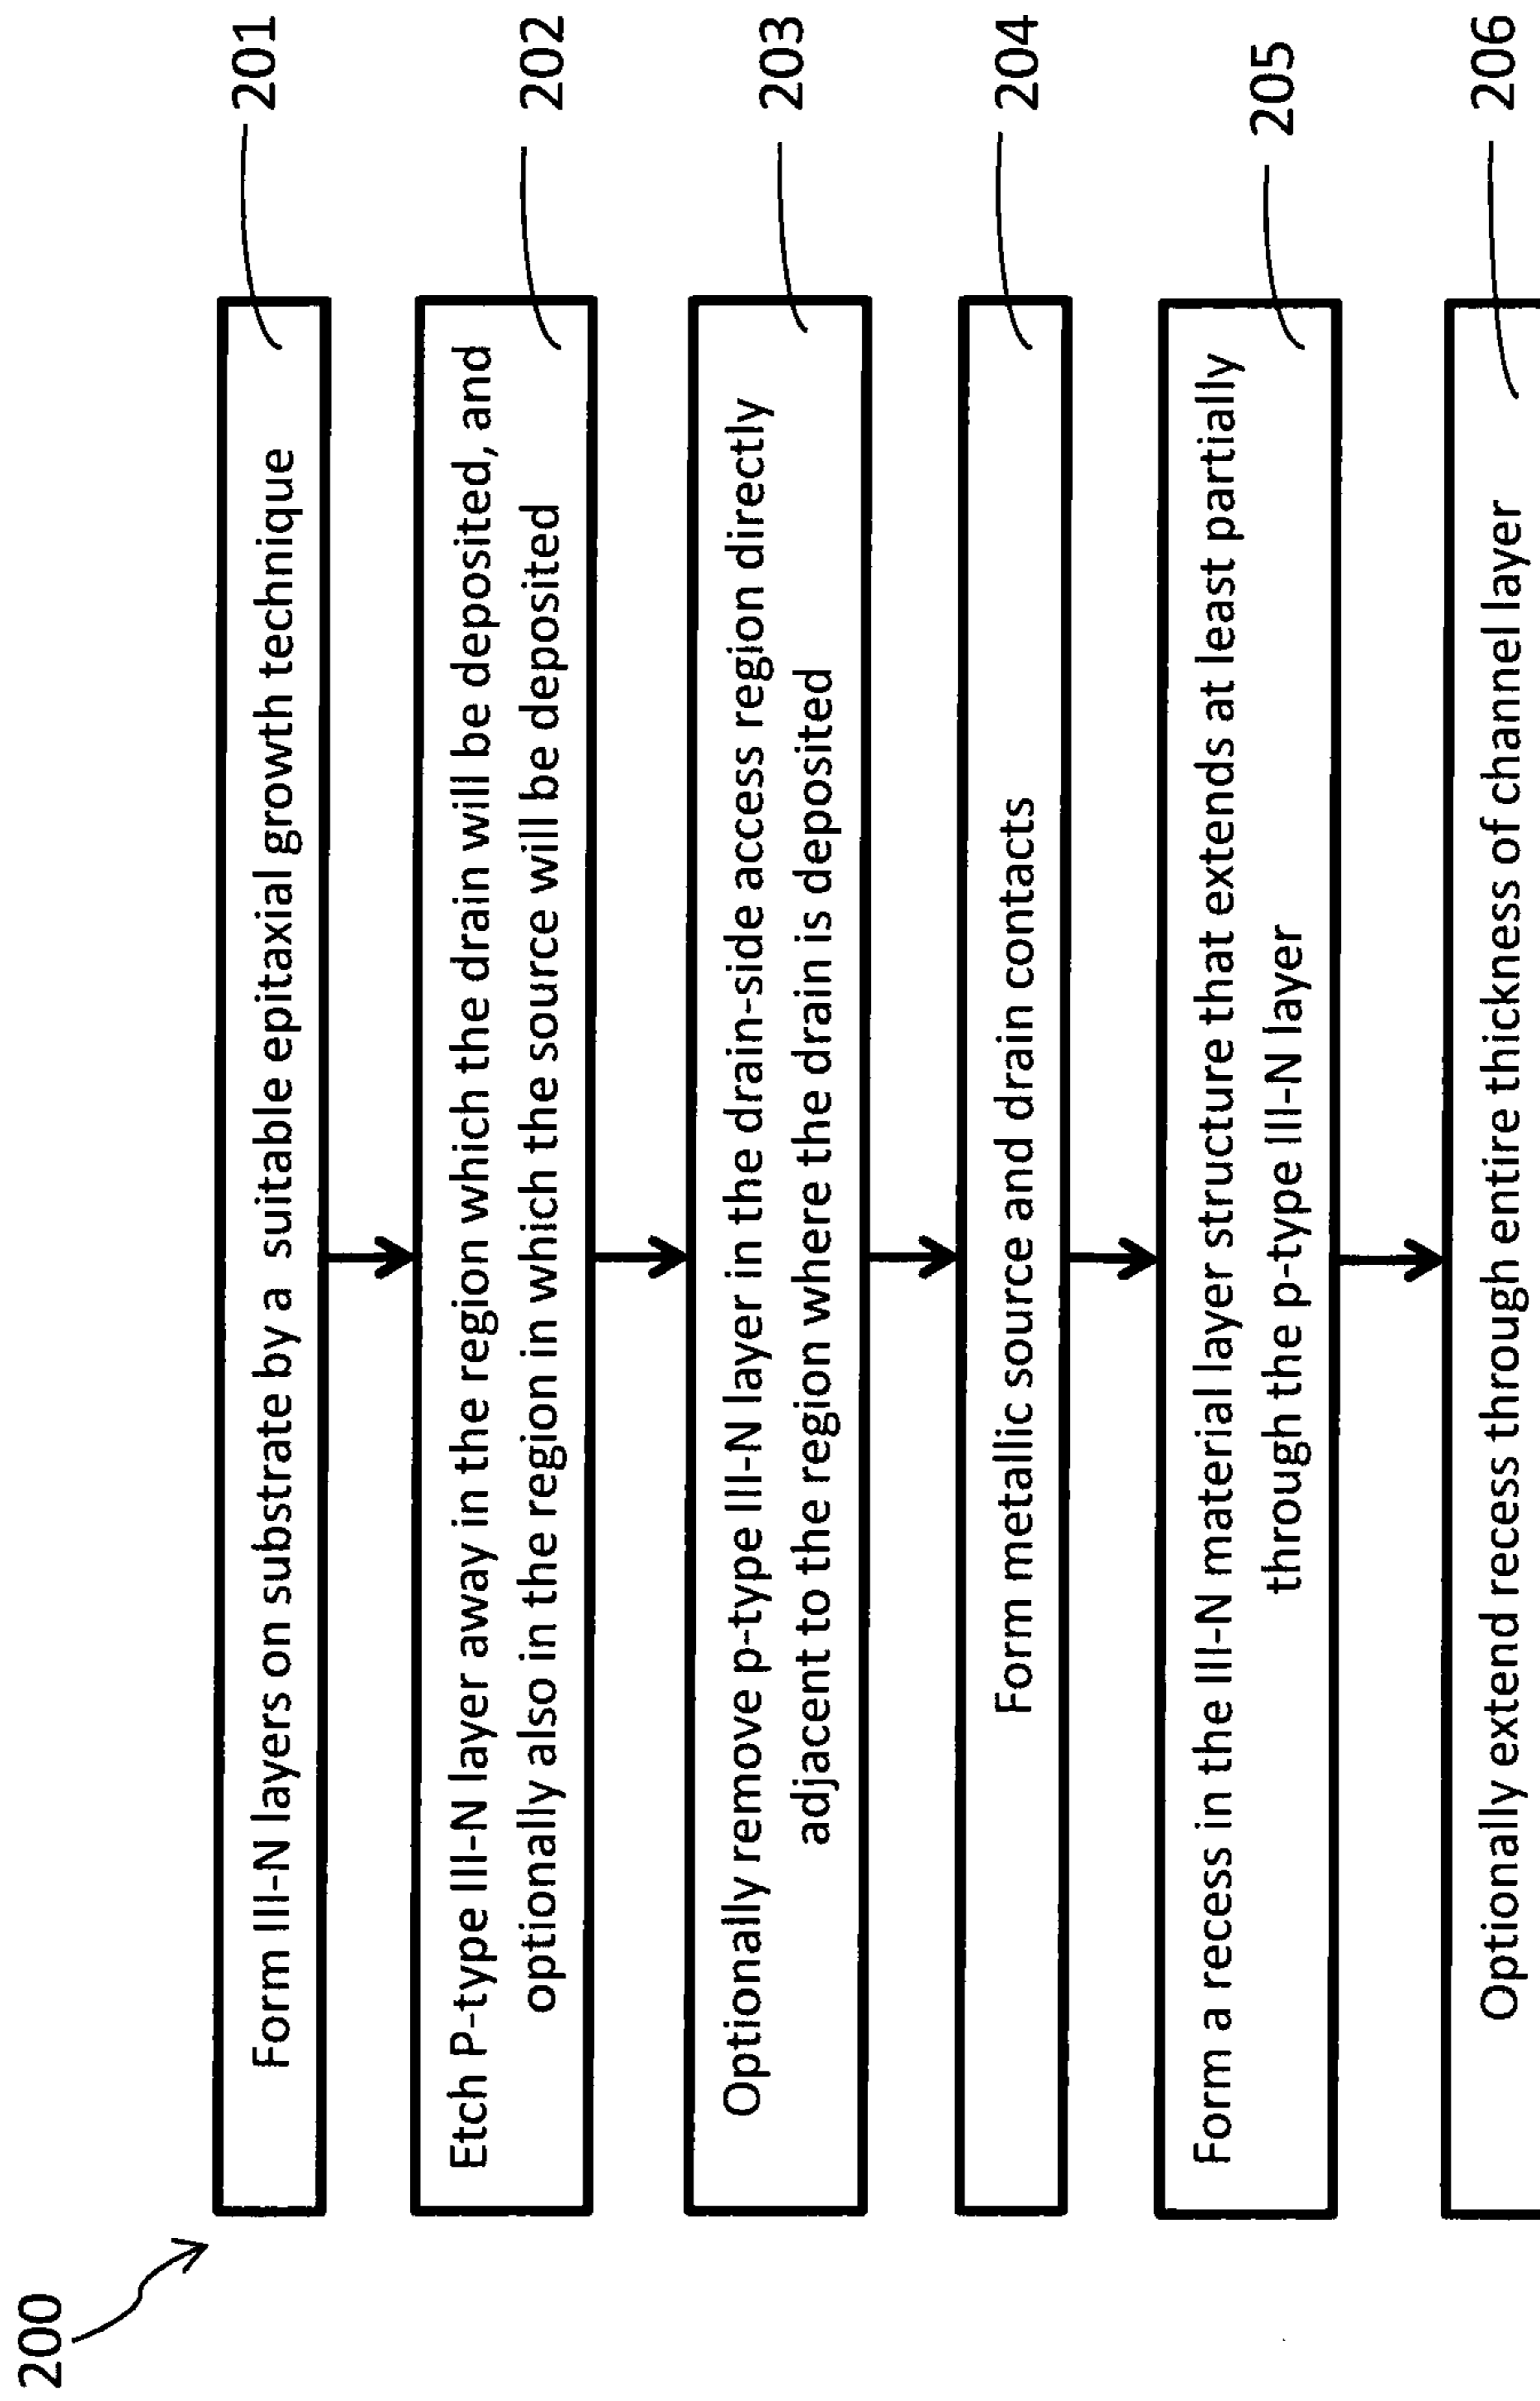 200
Form III-N layers on substrate by a suitable epitaxial growth technique
201
Etch P-type III-N layer away in the region which the drain will be deposited, and
optionally also in the region in which the source will be deposited
202
Optionally remove p-type III-N layer in the drain-side access region directly
adjacent to the region where the drain is deposited
203
Form metallic source and drain contacts
204
Form a recess in the III-N material layer structure that extends at least partially
through the p-type III-N layer
205
Optionally extend recess through entire thickness of channel layer
206